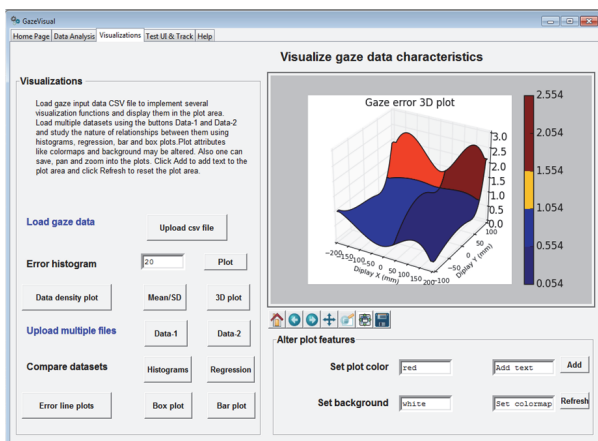 GazeVisual
Home Page Data Analysis Visualizations Test UI & Track Help
Visualize gaze data characteristics
Visualizations
Load gaze input data CSV file to implement several
visualization functions and display them in the plot area.
Load multiple datasets using the buttons Data-1 and Data-2
and study the nature of relationships between them using
histograms, regression, bar and box plots.Plot attributes
like colormaps and background may be altered. Also one can
save, pan and zoom into the plots. Click Add to add text to the
plot area and click Refresh to reset the plot area.
Load gaze data
Upload csv file
Error histogram
20
Plot
Data density plot
Mean/SD
3D plot
Upload multiple files
Data-1
Data-2
Compare datasets
Histograms
Regression
Error line plots
Box plot
Bar plot
Gaze error 3D plot
3.0
2.5
2.0
1.5
1.0
0.5
0.0
-200-150-100 -50 0 50 100 150 200
Diplay X (mm)
-100 -50 0 50 100
Diplay Y (mm)
2.554
2.054
1.554
1.054
0.554
0.054
Alter plot features
Set plot color
red
Add text
Add
Set background
white
Set colormap
Refresh